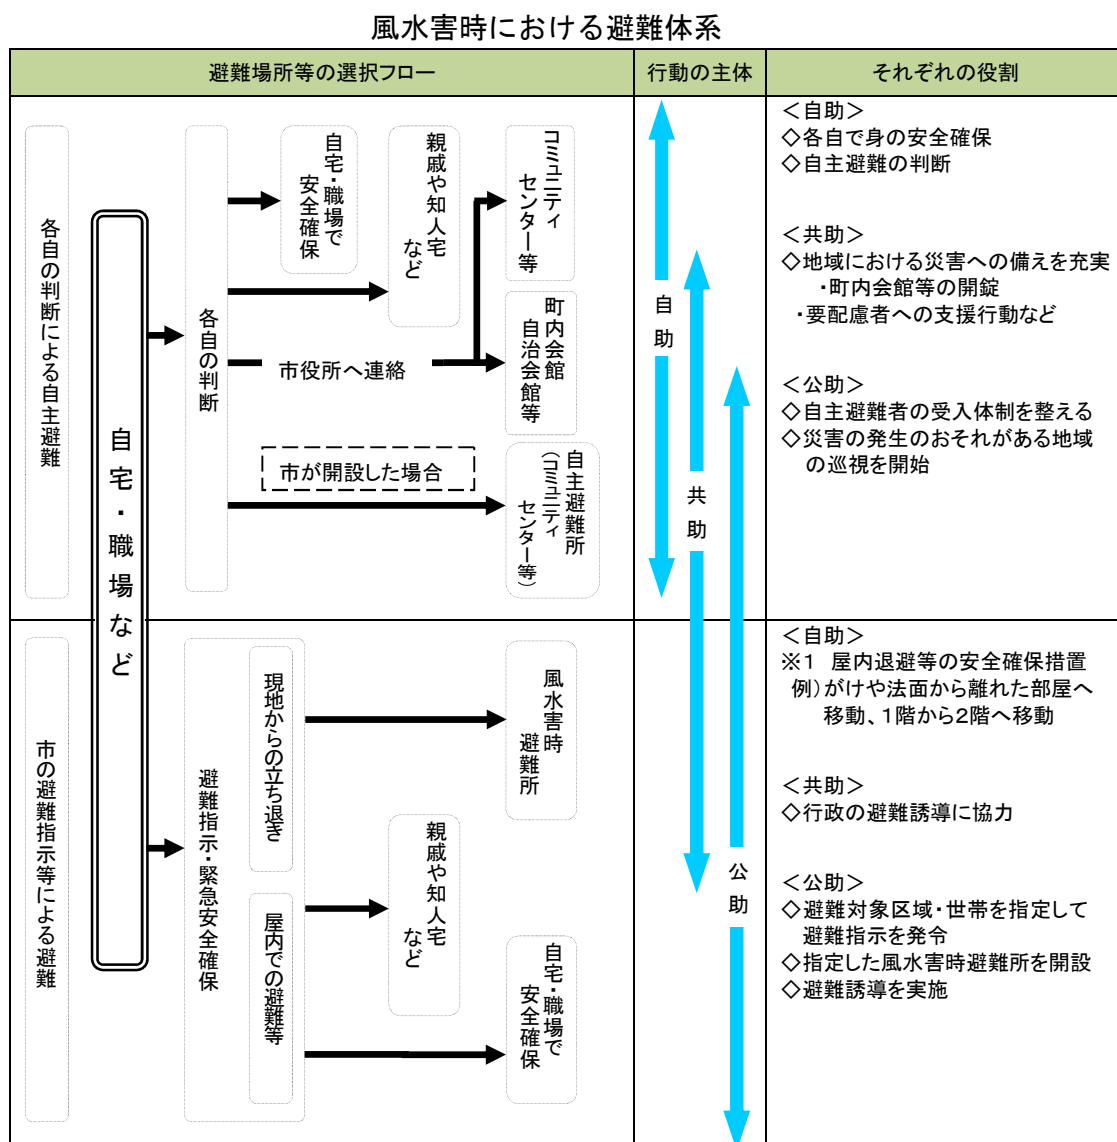 風水害時における避難体系
避難場所等の選択フロー
行動の主体
それぞれの役割
各自の判断による自主避難
自宅・職場など
各自の判断
自宅・職場で
安全確保
親戚や知人宅
など
コミュニティ
センター等
市役所へ連絡
町内会館
自治会館等
市が開設した場合
自主避難所
(コミュニティ
センター等)
自助
共助
公助
<自助>
◇各自で身の安全確保
◇自主避難の判断
<共助>
◇地域における災害への備えを充実
・町内会館等の開錠
・要配慮者への支援行動など
<公助>
◇自主避難者の受入体制を整える
◇災害の発生のおそれがある地域
の巡視を開始
市の避難指示等による避難
避難指示・緊急安全確保
現地からの立ち退き
風水害時
避難所
屋内での避難等
親戚や知人宅
など
自宅・職場で
安全確保
<自助>
※1 屋内退避等の安全確保措置
例)がけや法面から離れた部屋へ
移動、1階から2階へ移動
<共助>
◇行政の避難誘導に協力
<公助>
◇避難対象区域・世帯を指定して
避難指示を発令
◇指定した風水害時避難所を開設
◇避難誘導を実施